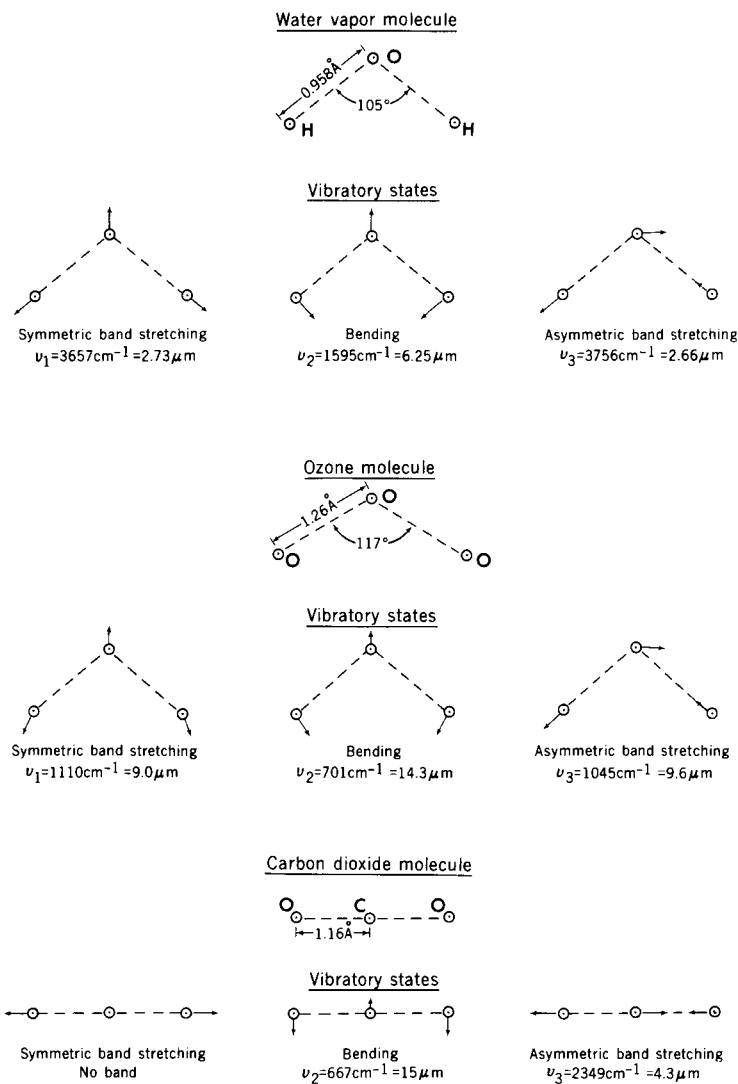 Water vapor molecule
0.958Å
O
105°
H
H
Vibratory states
Symmetric band stretching
υ1=3657cm⁻¹=2.73μm
Bending
υ2=1595cm⁻¹=6.25μm
Asymmetric band stretching
υ3=3756cm⁻¹=2.66μm
Ozone molecule
1.26Å
O
117°
O
O
Vibratory states
Symmetric band stretching
υ1=1110cm⁻¹=9.0μm
Bending
υ2=701cm⁻¹=14.3μm
Asymmetric band stretching
υ3=1045cm⁻¹=9.6μm
Carbon dioxide molecule
O C O
1.16Å
Vibratory states
Symmetric band stretching
No band
Bending
υ2=667cm⁻¹=15μm
Asymmetric band stretching
υ3=2349cm⁻¹=4.3μm